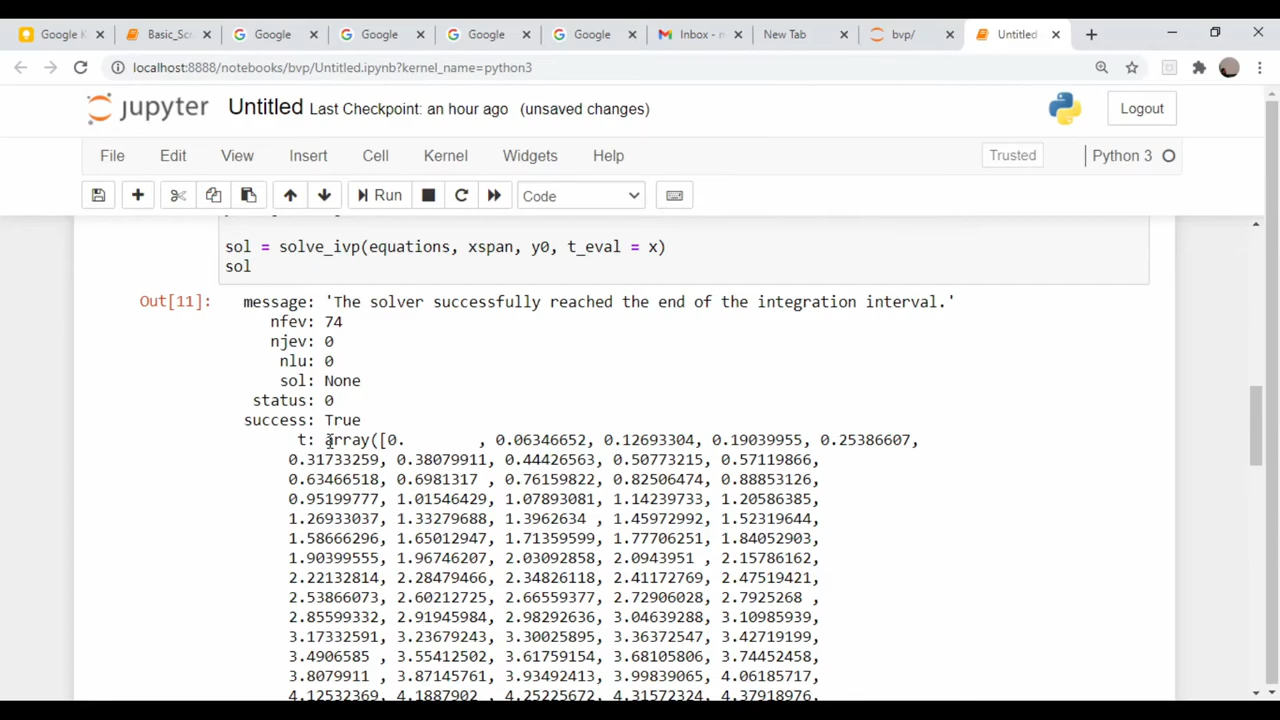 Google K
Basic_Scr
Google
Google
Google
Google
Inbox - m
New Tab
bvp/
Untitled
localhost:8888/notebooks/bvp/Untitled.ipynb?kernel_name=python3
jupyter Untitled Last Checkpoint: an hour ago (unsaved changes)
Logout
File Edit View Insert Cell Kernel Widgets Help
Trusted
Python 3
Run
Code
sol = solve_ivp(equations, xspan, y0, t_eval = x)
sol
Out[11]: message: 'The solver successfully reached the end of the integration interval.'
nfev: 74
njev: 0
nlu: 0
sol: None
status: 0
success: True
t: array([0. , 0.06346652, 0.12693304, 0.19039955, 0.25386607,
0.31733259, 0.38079911, 0.44426563, 0.50773215, 0.57119866,
0.63466518, 0.6981317 , 0.76159822, 0.82506474, 0.88853126,
0.95199777, 1.01546429, 1.07893081, 1.14239733, 1.20586385,
1.26933037, 1.33279688, 1.3962634 , 1.45972992, 1.52319644,
1.58666296, 1.65012947, 1.71359599, 1.77706251, 1.84052903,
1.90399555, 1.96746207, 2.03092858, 2.0943951 , 2.15786162,
2.22132814, 2.28479466, 2.34826118, 2.41172769, 2.47519421,
2.53866073, 2.60212725, 2.66559377, 2.72906028, 2.7925268 ,
2.85599332, 2.91945984, 2.98292636, 3.04639288, 3.10985939,
3.17332591, 3.23679243, 3.30025895, 3.36372547, 3.42719199,
3.4906585 , 3.55412502, 3.61759154, 3.68105806, 3.74452458,
3.8079911 , 3.87145761, 3.93492413, 3.99839065, 4.06185717,
4.12532369, 4.1887902 , 4.25225672, 4.31572324, 4.37918976,